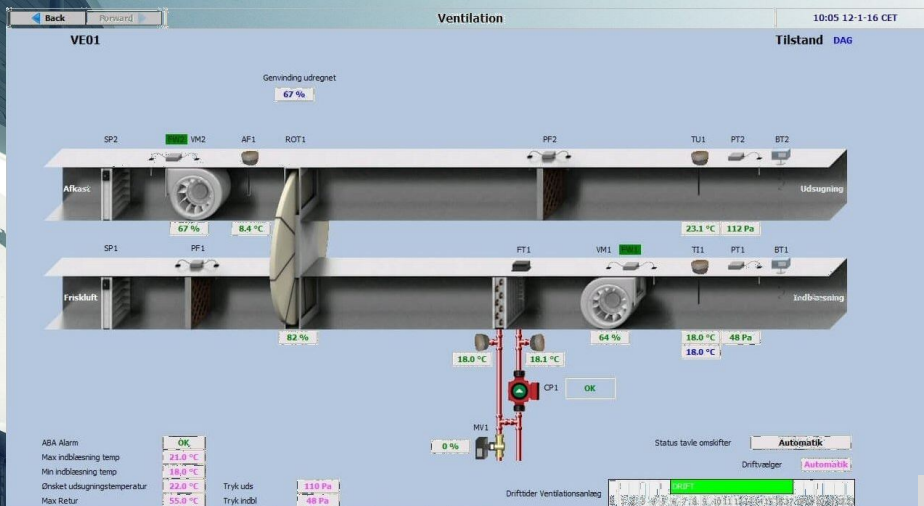 Back Forward Ventilation 10:05 12-1-16 CET
VE01 Tilstand DAG
Genvinding udregnet
67 %
SP2 PW2 VM2 AF1 ROT1 PF2 TU1 PT2 BT2
Afkast Udsugning
67 % 8.4 °C 23.1 °C 112 Pa
SP1 PF1 FT1 VM1 PW1 TI1 PT1 BT1
Friskluft Indblæsning
82 % 64 % 18.0 °C 48 Pa
18.0 °C 18.1 °C 18.0 °C
CP1 OK
MV1
0 %
ABA Alarm OK Status tavle omskifter Automatik
Max indblæsning temp 21.0 °C
Min indblæsning temp 18.0 °C Driftvælger Automatik
Ønsket udsugningstemperatur 22.0 °C Tryk uds 110 Pa
Max Retur 55.0 °C Tryk indbl 48 Pa Drifttider Ventilationsanlæg DRIFT